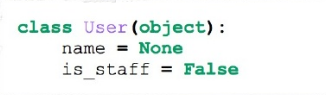 class User(object):
    name = None
    is_staff = False